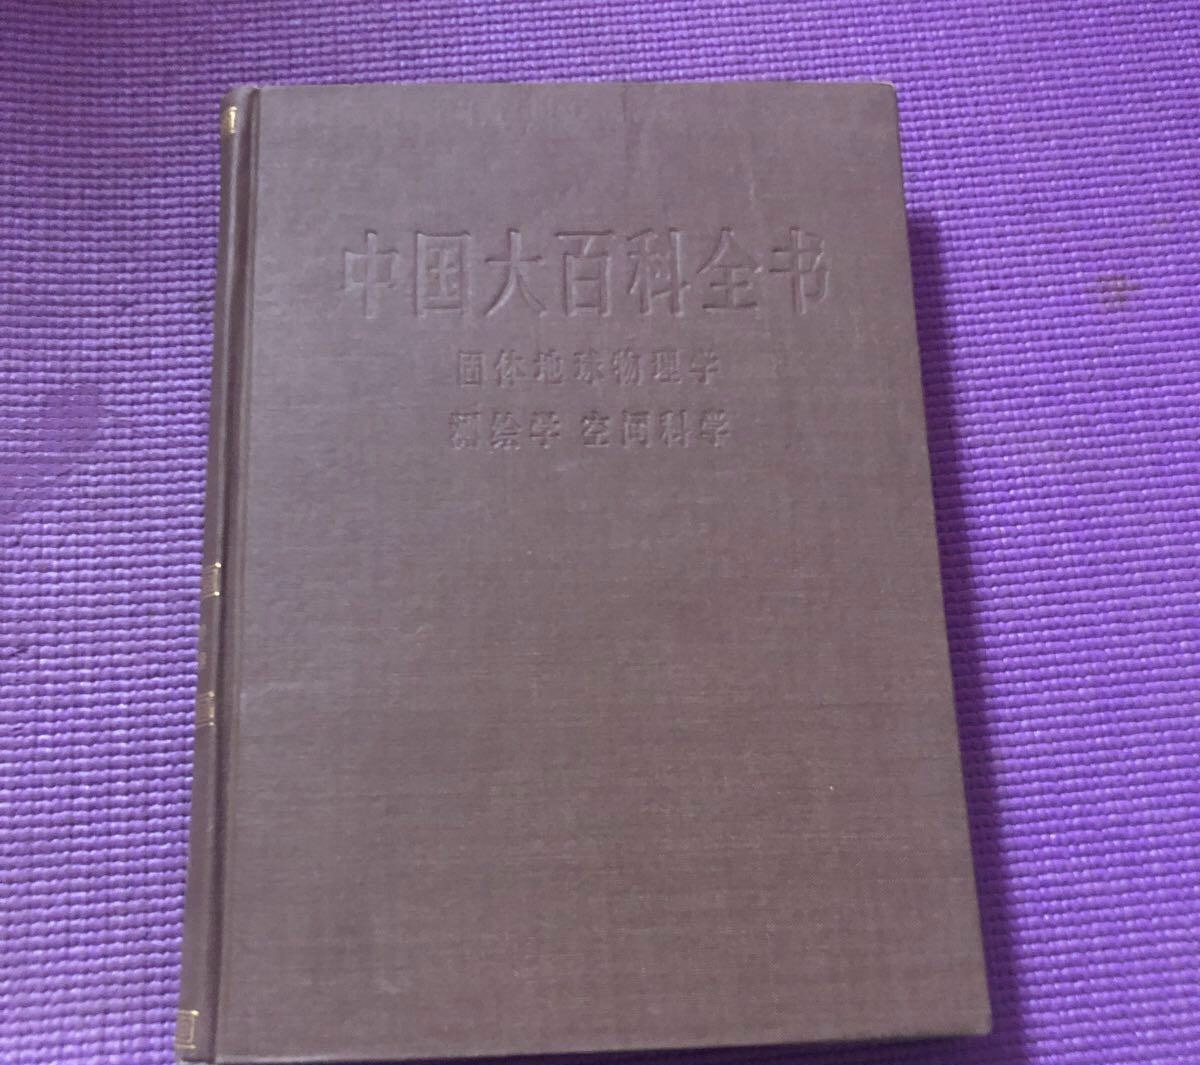 中国大百科全书
固体地球物理学
测绘学 空间科学